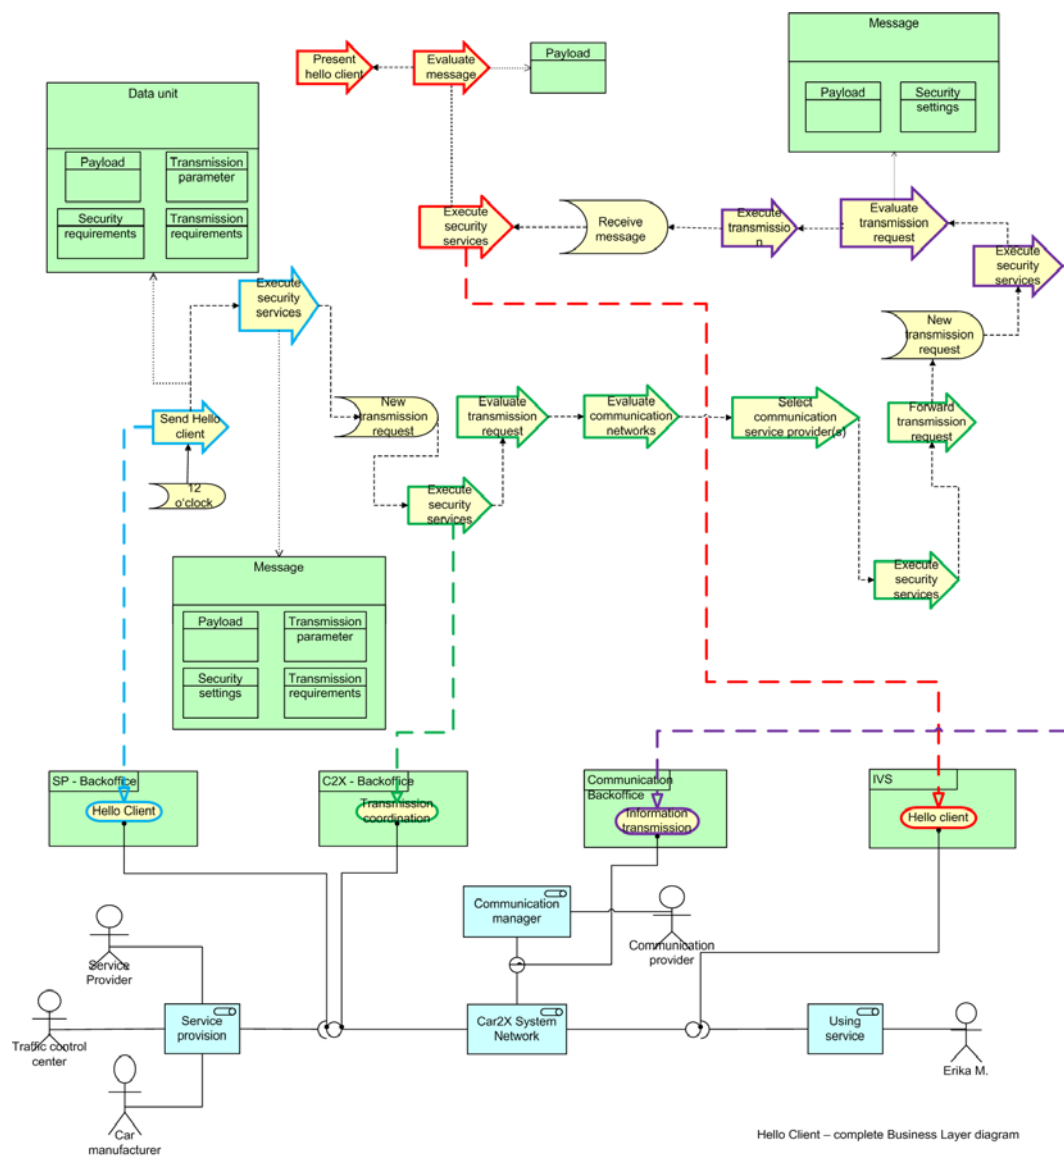 Message
Payload
Security
settings
Present
hello client
Evaluate
message
Payload
Data unit
Payload
Transmission
parameter
Security
requirements
Transmission
requirements
Execute
security
services
Receive
message
Execute
transmissio
n
Evaluate
transmission
request
Execute
security
services
Execute
security
services
New
transmission
request
Send Hello
client
12
o'clock
New
transmission
request
Evaluate
transmission
request
Evaluate
communication
networks
Select
communication
service provider(s)
Forward
transmission
request
Execute
security
services
Execute
security
services
Message
Payload
Transmission
parameter
Security
settings
Transmission
requirements
SP - Backoffice
Hello Client
C2X - Backoffice
Transmission
coordination
Communication
Backoffice
Information
transmission
IVS
Hello client
Communication
manager
Communication
provider
Service
Provider
Traffic control
center
Service
provision
Car2X System
Network
Using
service
Erika M.
Car
manufacturer
Hello Client – complete Business Layer diagram